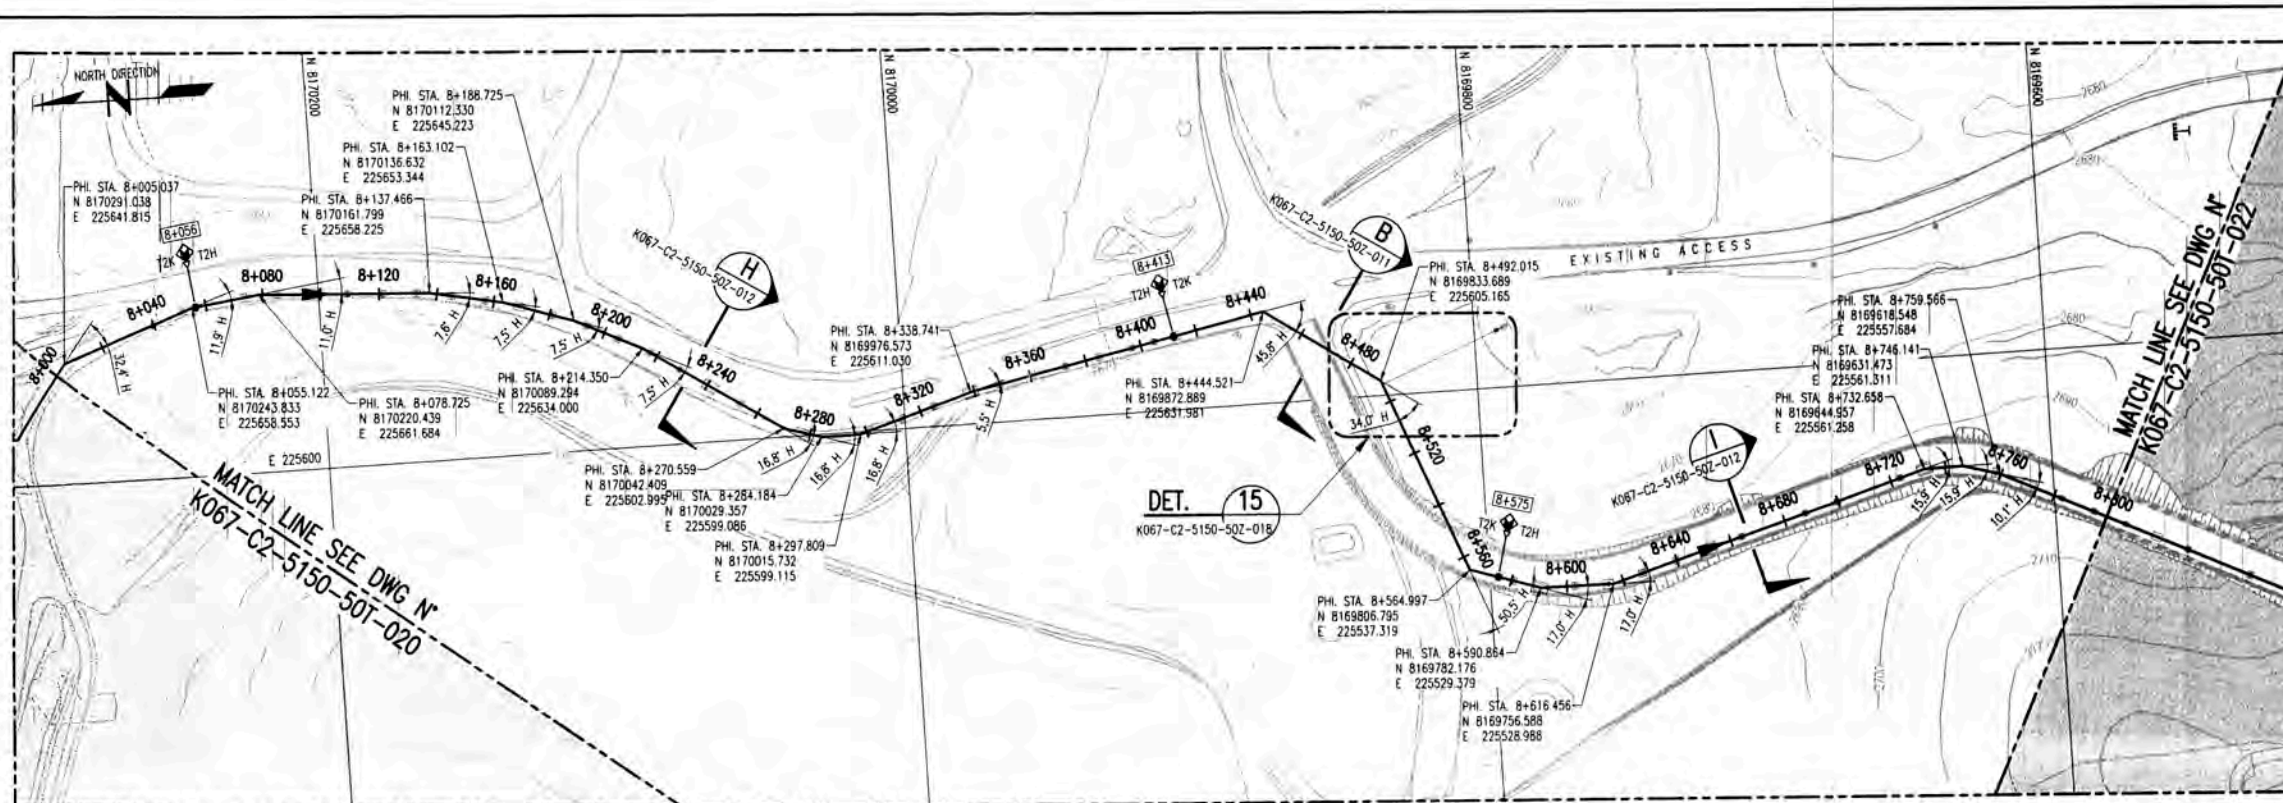 NORTH DIRECTION
N
N 8170200
N 8170000
N 8169800
N 8169600
PHI. STA. 8+005.037
N 8170291.038
E 225641.815
8+056
T2K
T2H
PHI. STA. 8+188.725
N 8170112.330
E 225645.223
PHI. STA. 8+163.102
N 8170136.632
E 225653.344
PHI. STA. 8+137.466
N 8170161.799
E 225658.225
8+000
8+040
8+080
8+120
8+160
8+200
8+240
8+280
8+320
8+360
8+400
8+440
8+480
8+520
8+560
8+600
8+640
8+680
8+720
8+760
8+800
32,4° H
11,9° H
11,0° H
7,6° H
7,5° H
7,5° H
7,5° H
16,8° H
16,8° H
16,8° H
5,5° H
45,8° H
34,0° H
50,5° H
17,0° H
17,0° H
15,9° H
15,9° H
10,1° H
PHI. STA. 8+055.122
N 8170243.833
E 225658.553
PHI. STA. 8+078.725
N 8170220.439
E 225661.684
PHI. STA. 8+214.350
N 8170089.294
E 225634.000
H
K067-C2-5150-50Z-012
PHI. STA. 8+338.741
N 8169976.573
E 225611.030
8+413
T2H
T2K
B
K067-C2-5150-50Z-011
PHI. STA. 8+492.015
N 8169833.689
E 225605.165
EXISTING ACCESS
PHI. STA. 8+444.521
N 8169872.889
E 225631.981
E 225600
MATCH LINE SEE DWG N°
K067-C2-5150-50T-020
PHI. STA. 8+270.559
N 8170042.409
E 225602.995
PHI. STA. 8+284.184
N 8170029.357
E 225599.086
PHI. STA. 8+297.809
N 8170015.732
E 225599.115
DET. 15
K067-C2-5150-50Z-018
8+575
T2K
T2H
I
K067-C2-5150-50Z-012
PHI. STA. 8+759.566
N 8169618.548
E 225557.684
PHI. STA. 8+746.141
N 8169631.473
E 225561.311
PHI. STA. 8+732.658
N 8169644.957
E 225561.258
PHI. STA. 8+564.997
N 8169806.795
E 225537.319
PHI. STA. 8+590.864
N 8169782.176
E 225529.379
PHI. STA. 8+616.456
N 8169756.588
E 225528.988
MATCH LINE SEE DWG N°
K067-C2-5150-50T-022
2680
2680
2680
2690
2710